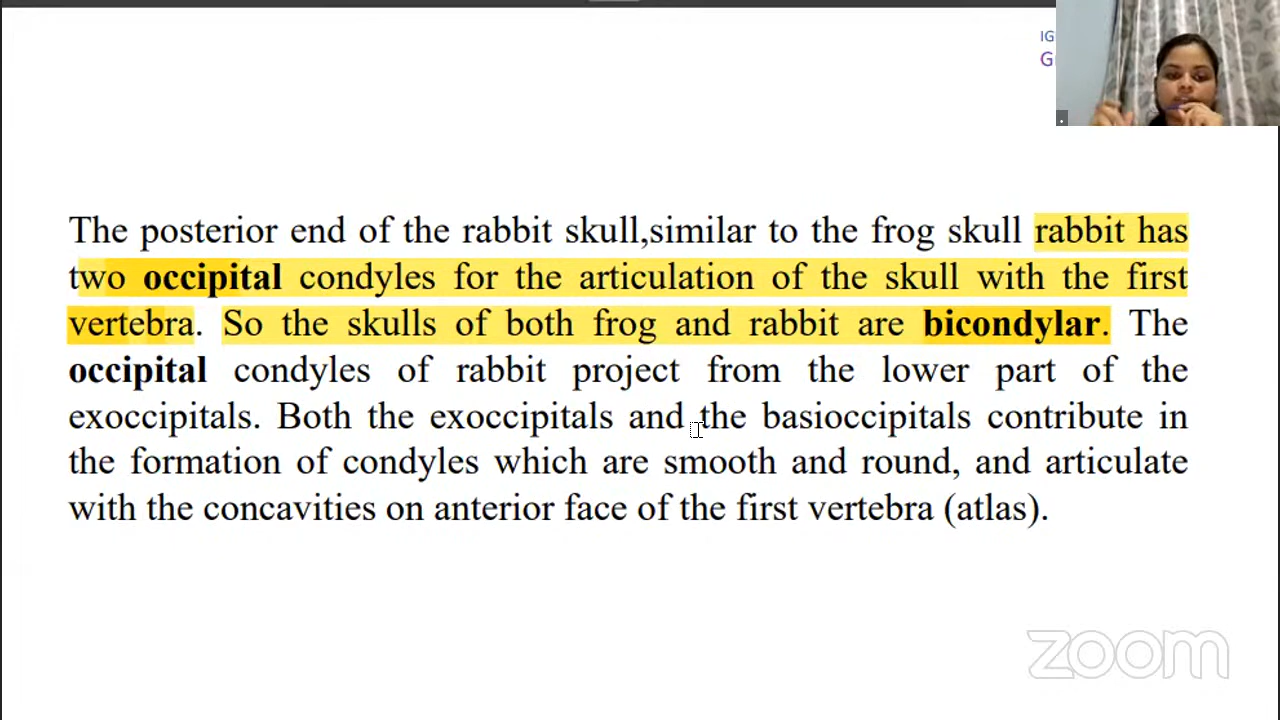 IG
G
The posterior end of the rabbit skull,similar to the frog skull rabbit has
two occipital condyles for the articulation of the skull with the first
vertebra. So the skulls of both frog and rabbit are bicondylar. The
occipital condyles of rabbit project from the lower part of the
exoccipitals. Both the exoccipitals and the basioccipitals contribute in
the formation of condyles which are smooth and round, and articulate
with the concavities on anterior face of the first vertebra (atlas).
zoom